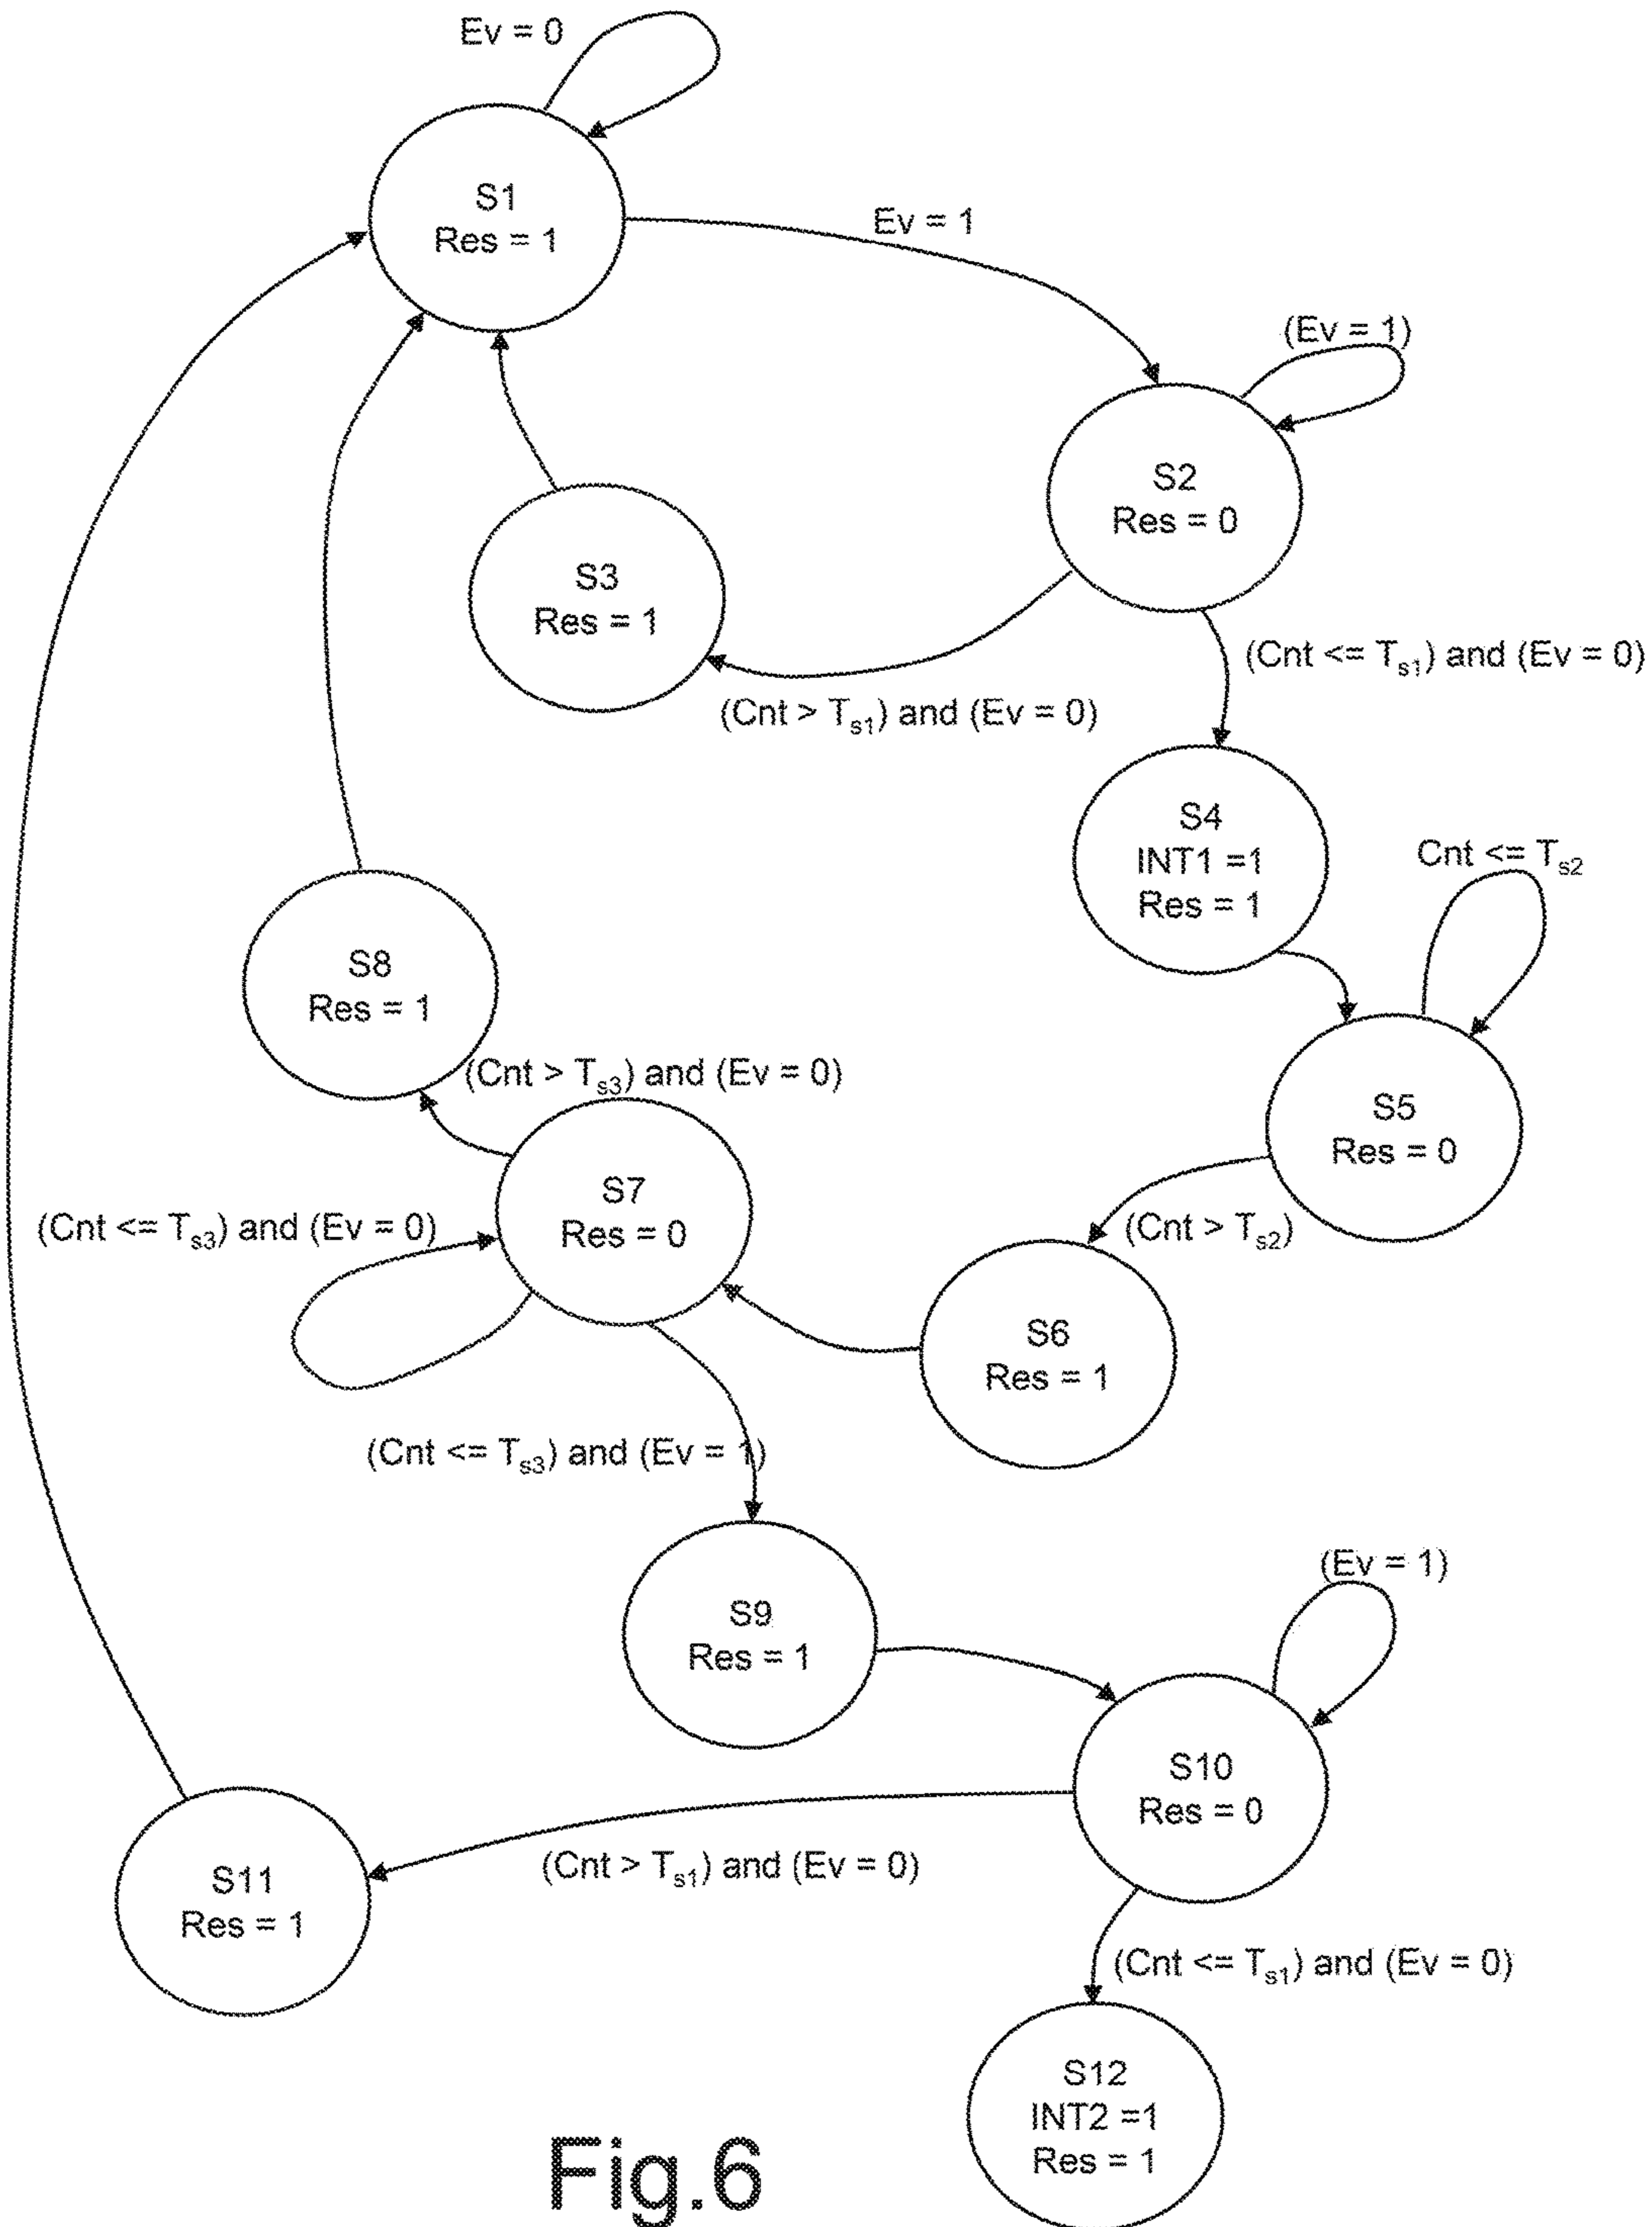 Ev = 0
S1
Res = 1
Ev = 1
(Ev = 1)
S2
Res = 0
S3
Res = 1
(Cnt <= Ts1) and (Ev = 0)
(Cnt > Ts1) and (Ev = 0)
S4
INT1 =1
Res = 1
Cnt <= Ts2
S8
Res = 1
(Cnt > Ts3) and (Ev = 0)
S5
Res = 0
S7
Res = 0
(Cnt <= Ts3) and (Ev = 0)
(Cnt > Ts2)
S6
Res = 1
(Cnt <= Ts3) and (Ev = 1)
(Ev = 1)
S9
Res = 1
S10
Res = 0
(Cnt > Ts1) and (Ev = 0)
S11
Res = 1
(Cnt <= Ts1) and (Ev = 0)
S12
INT2 =1
Res = 1
Fig.6